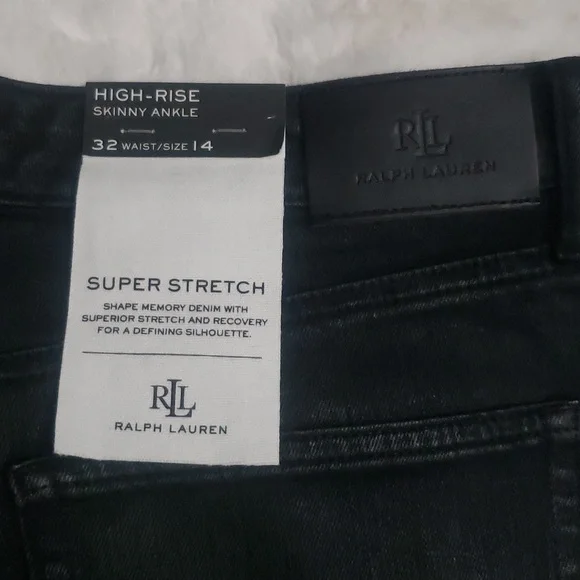 HIGH-RISE
SKINNY ANKLE
32 WAIST/SIZE 14
SUPER STRETCH
SHAPE MEMORY DENIM WITH
SUPERIOR STRETCH AND RECOVERY
FOR A DEFINING SILHOUETTE.
RLL
RALPH LAUREN
RLL
RALPH LAUREN